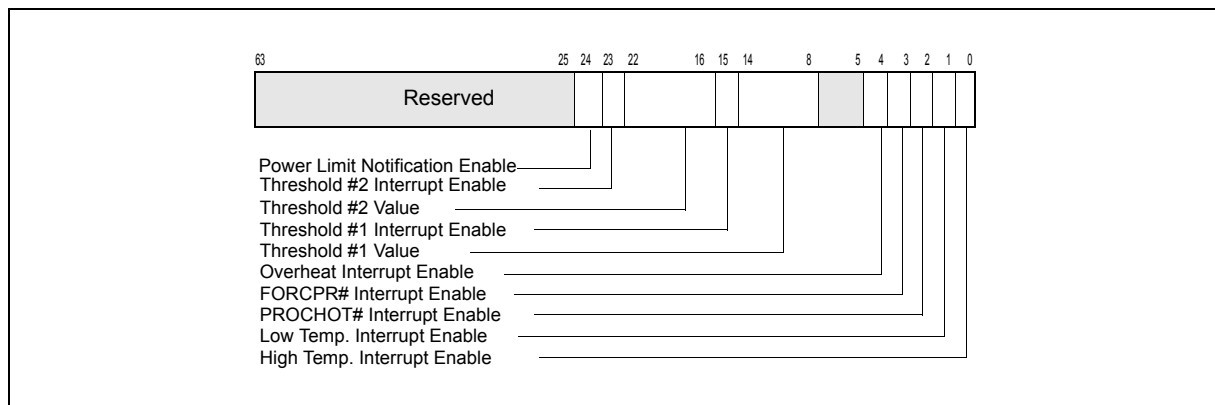 63 25 24 23 22 16 15 14 8 5 4 3 2 1 0
Reserved
Power Limit Notification Enable
Threshold #2 Interrupt Enable
Threshold #2 Value
Threshold #1 Interrupt Enable
Threshold #1 Value
Overheat Interrupt Enable
FORCPR# Interrupt Enable
PROCHOT# Interrupt Enable
Low Temp. Interrupt Enable
High Temp. Interrupt Enable